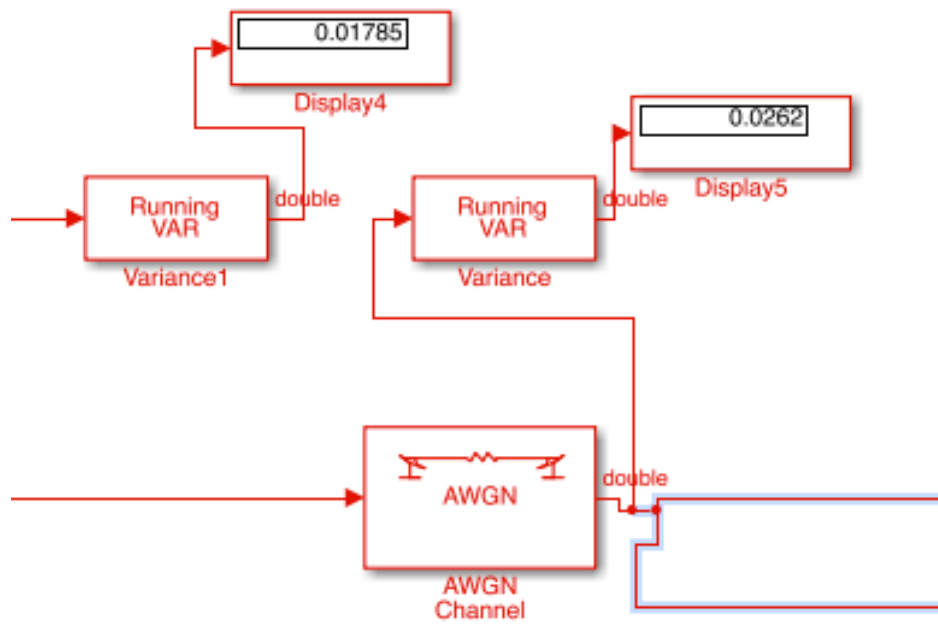 0.01785
Display4
0.0262
Display5
double
Running
VAR
Variance1
double
Running
VAR
Variance
double
AWGN
AWGN
Channel